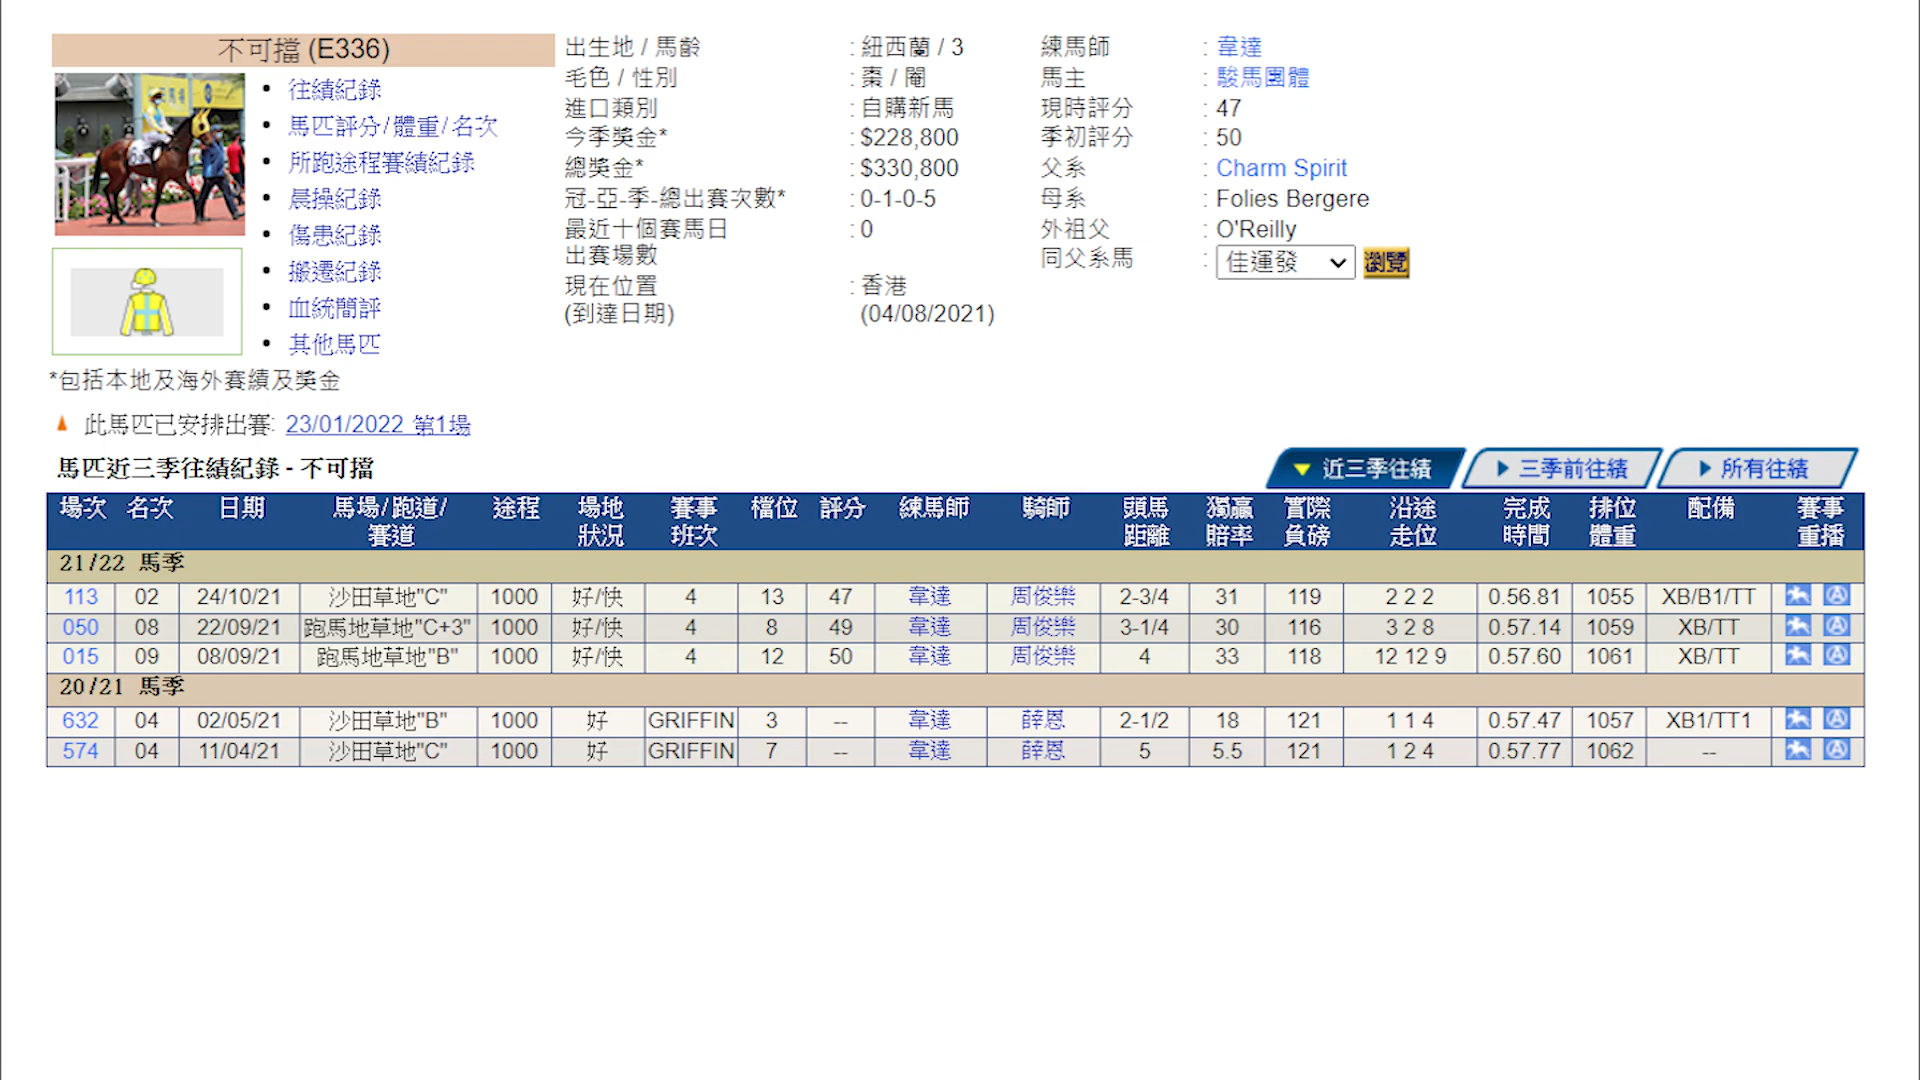 不可擋 (E336)
• 往績紀錄
• 馬匹評分/體重/名次
• 所跑途程賽績紀錄
• 晨操紀錄
• 傷患紀錄
• 搬遷紀錄
• 血統簡評
• 其他馬匹
出生地 / 馬齡 : 紐西蘭 / 3
毛色 / 性別 : 棗 / 閹
進口類別 : 自購新馬
今季獎金* : $228,800
總獎金* : $330,800
冠-亞-季-總出賽次數* : 0-1-0-5
最近十個賽馬日 : 0
出賽場數
現在位置 : 香港
(到達日期) (04/08/2021)
練馬師 : 韋達
馬主 : 駿馬團體
現時評分 : 47
季初評分 : 50
父系 : Charm Spirit
母系 : Folies Bergere
外祖父 : O'Reilly
同父系馬 : 佳運發 瀏覽
*包括本地及海外賽績及獎金
此馬匹已安排出賽: 23/01/2022 第1場
馬匹近三季往績紀錄 - 不可擋
近三季往績 三季前往績 所有往績
場次 名次 日期 馬場/跑道/ 途程 場地 賽事 檔位 評分 練馬師 騎師 頭馬 獨贏 實際 沿途 完成 排位 配備 賽事
賽道 狀況 班次 距離 賠率 負磅 走位 時間 體重 重播
21/22 馬季
113 02 24/10/21 沙田草地"C" 1000 好/快 4 13 47 韋達 周俊樂 2-3/4 31 119 2 2 2 0.56.81 1055 XB/B1/TT
050 08 22/09/21 跑馬地草地"C+3" 1000 好/快 4 8 49 韋達 周俊樂 3-1/4 30 116 3 2 8 0.57.14 1059 XB/TT
015 09 08/09/21 跑馬地草地"B" 1000 好/快 4 12 50 韋達 周俊樂 4 33 118 12 12 9 0.57.60 1061 XB/TT
20/21 馬季
632 04 02/05/21 沙田草地"B" 1000 好 GRIFFIN 3 -- 韋達 薛恩 2-1/2 18 121 1 1 4 0.57.47 1057 XB1/TT1
574 04 11/04/21 沙田草地"C" 1000 好 GRIFFIN 7 -- 韋達 薛恩 5 5.5 121 1 2 4 0.57.77 1062 --